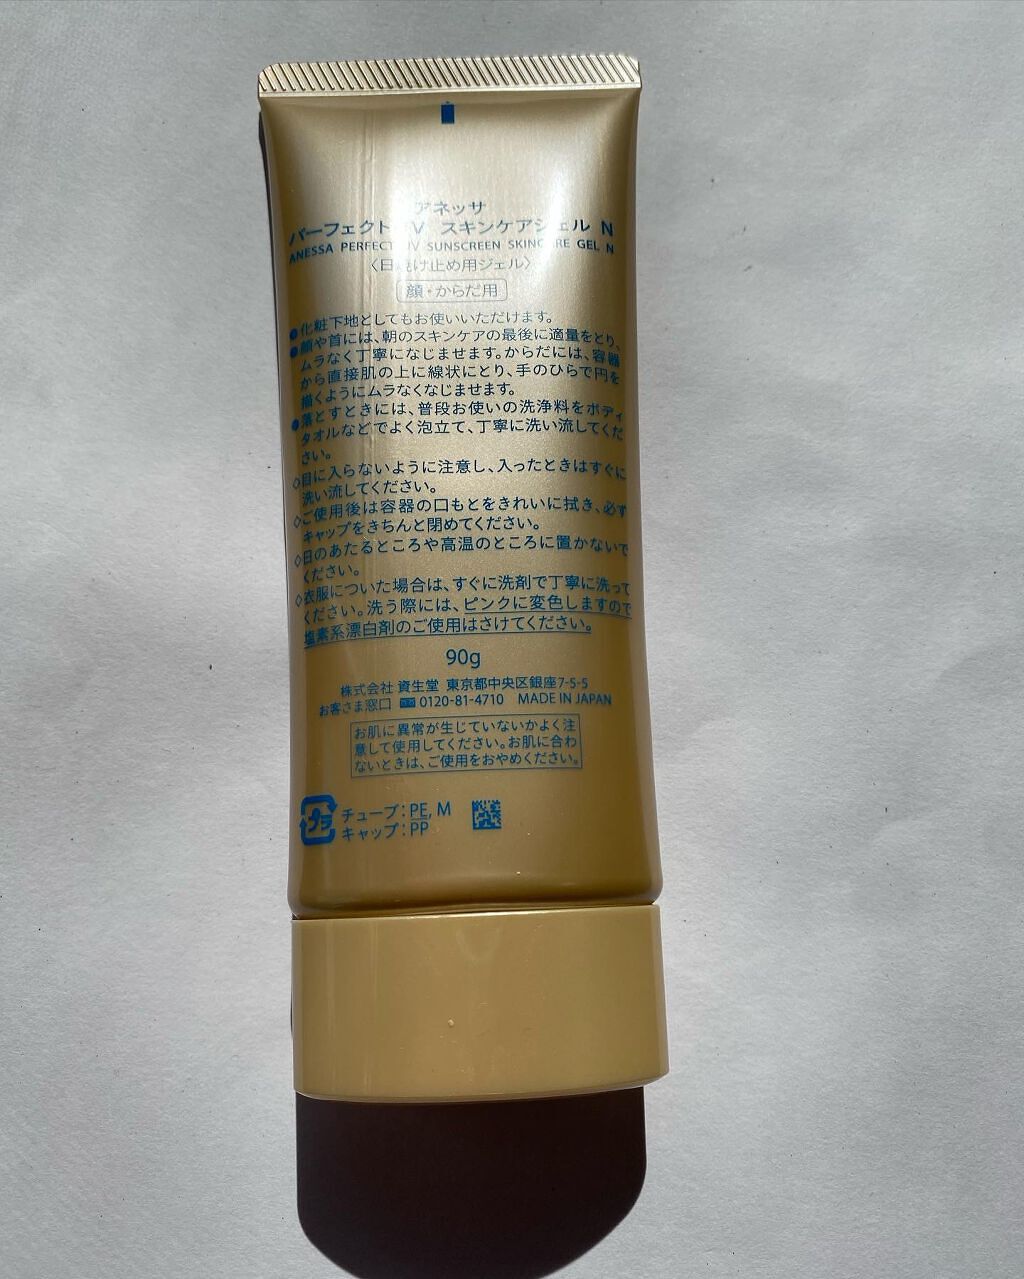 アネッサ
パーフェクトUV スキンケアジェル N
ANESSA PERFECT UV SUNSCREEN SKINCARE GEL N
〈日焼け止め用ジェル〉
顔・からだ用
●化粧下地としてもお使いいただけます。
●顔や首には、朝のスキンケアの最後に適量をとり、
ムラなく丁寧になじませます。からだには、容器
から直接肌の上に線状にとり、手のひらで円を
描くようにムラなくなじませます。
●落とすときには、普段お使いの洗浄料をボディ
タオルなどでよく泡立て、丁寧に洗い流してくだ
さい。
◇目に入らないように注意し、入ったときはすぐに
洗い流してください。
◇ご使用後は容器の口もとをきれいに拭き、必ず
キャップをきちんと閉めてください。
◇日のあたるところや高温のところに置かないで
ください。
◇衣服についた場合は、すぐに洗剤で丁寧に洗って
ください。洗う際には、ピンクに変色しますので
塩素系漂白剤のご使用はさけてください。
90g
株式会社 資生堂 東京都中央区銀座7-5-5
お客さま窓口 0120-81-4710 MADE IN JAPAN
お肌に異常が生じていないかよく注
意して使用してください。お肌に合わ
ないときは、ご使用をおやめください。
プラ チューブ:PE, M
キャップ:PP